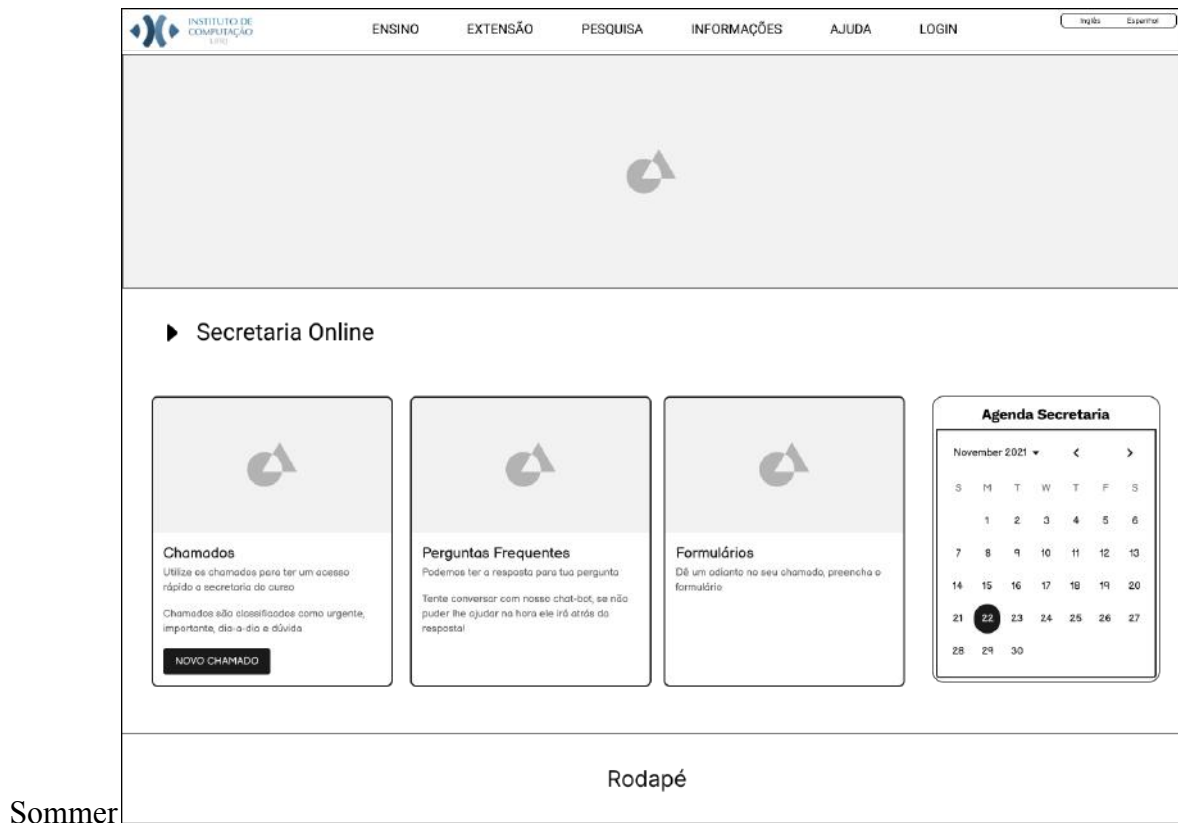 INSTITUTO DE
COMPUTAÇÃO
UFRJ
ENSINO EXTENSÃO PESQUISA INFORMAÇÕES AJUDA LOGIN
Inglês Espanhol
Secretaria Online
Chamados
Utilize os chamados para ter um acesso
rápido a secretaria do curso
Chamados são classificados como urgente,
importante, dia-a-dia e dúvida
NOVO CHAMADO
Perguntas Frequentes
Podemos ter a resposta para tua pergunta
Tente conversar com nosso chat-bot, se não
puder lhe ajudar na hora ele irá atrás da
resposta!
Formulários
Dê um adianto no seu chamado, preencha o
formulário
Agenda Secretaria
November 2021
S M T W T F S
1 2 3 4 5 6
7 8 9 10 11 12 13
14 15 16 17 18 19 20
21 22 23 24 25 26 27
28 29 30
Rodapé
Sommer